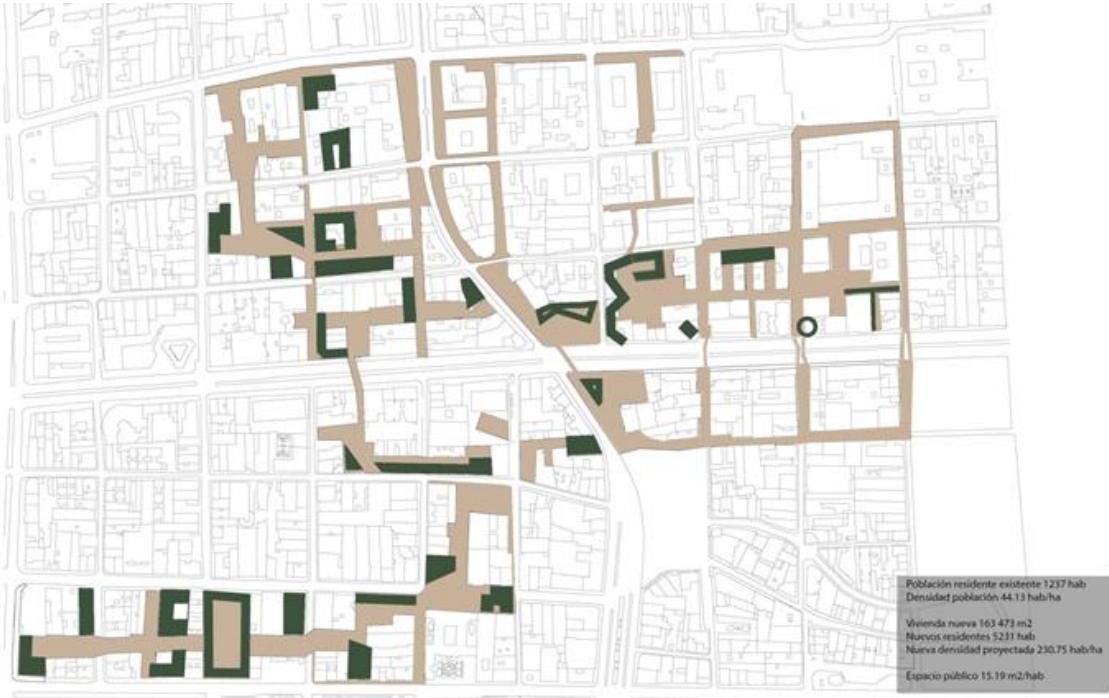 Población residente existente 1237 hab
Densidad población 44.13 hab/ha
Vivienda nueva 163 473 m2
Nuevos residentes 5231 hab
Nueva densidad proyectada 230.75 hab/ha
Espacio público 15.19 m2/hab